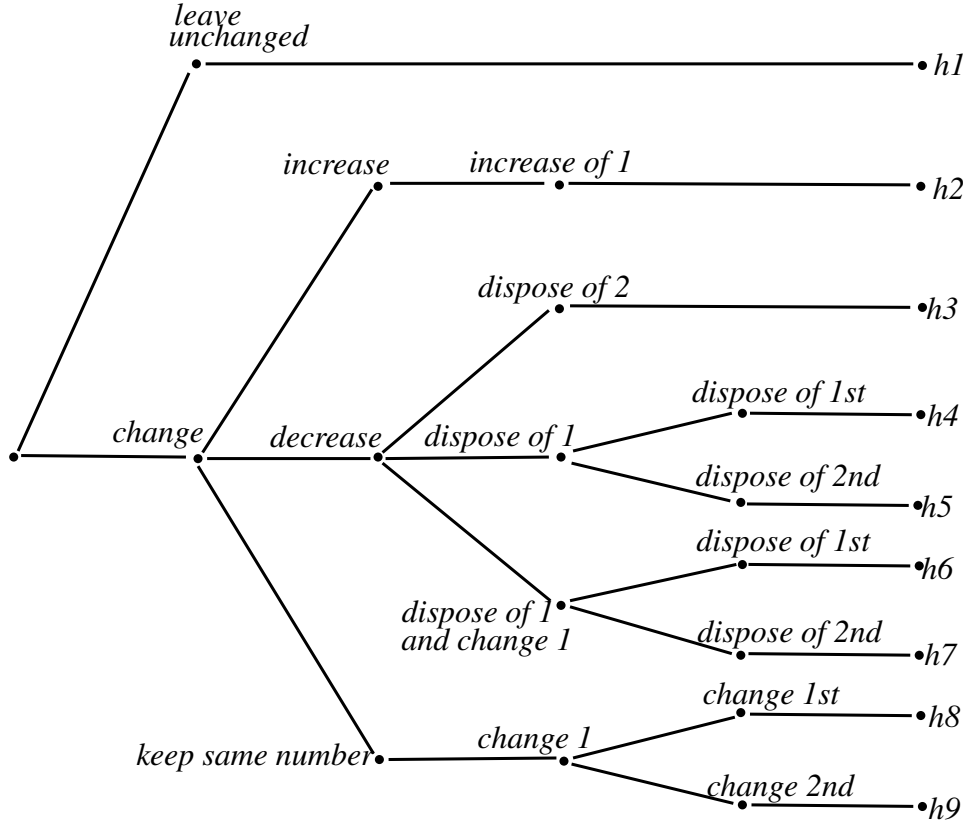 leave
unchanged
h1
increase
increase of 1
h2
dispose of 2
h3
dispose of 1st
h4
change
decrease
dispose of 1
dispose of 2nd
h5
dispose of 1st
h6
dispose of 1
and change 1
dispose of 2nd
h7
change 1st
h8
keep same number
change 1
change 2nd
h9